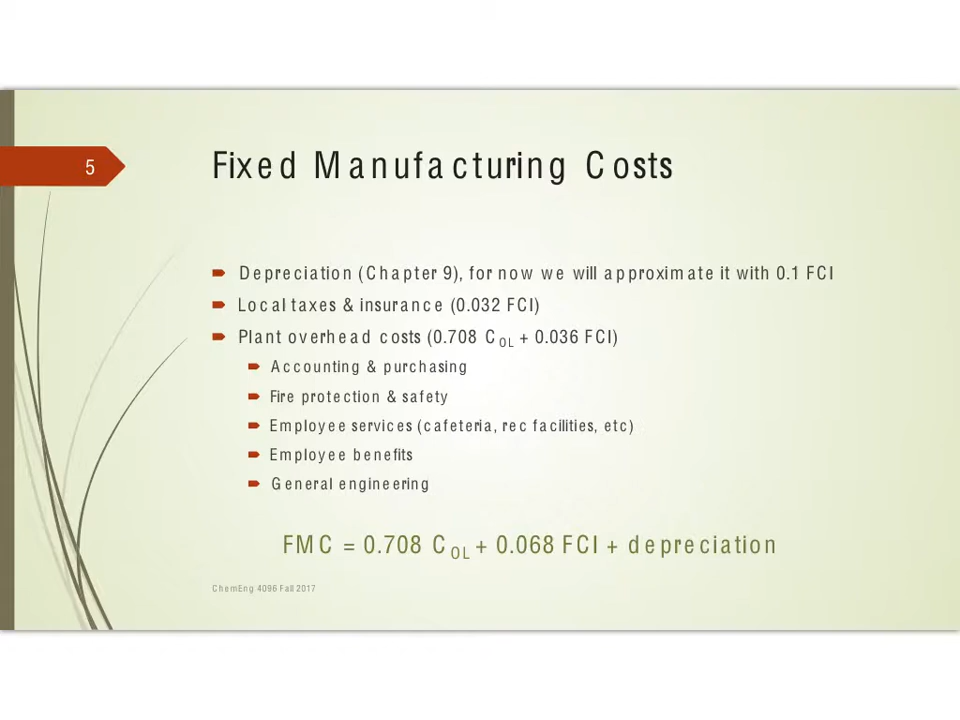 5
Fixed Manufacturing Costs
Depreciation (Chapter 9), for now we will approximate it with 0.1 FCI
Local taxes & insurance (0.032 FCI)
Plant overhead costs (0.708 C_OL + 0.036 FCI)
Accounting & purchasing
Fire protection & safety
Employee services (cafeteria, rec facilities, etc)
Employee benefits
General engineering
FMC = 0.708 C_OL + 0.068 FCI + depreciation
ChemEng 4096 Fall 2017